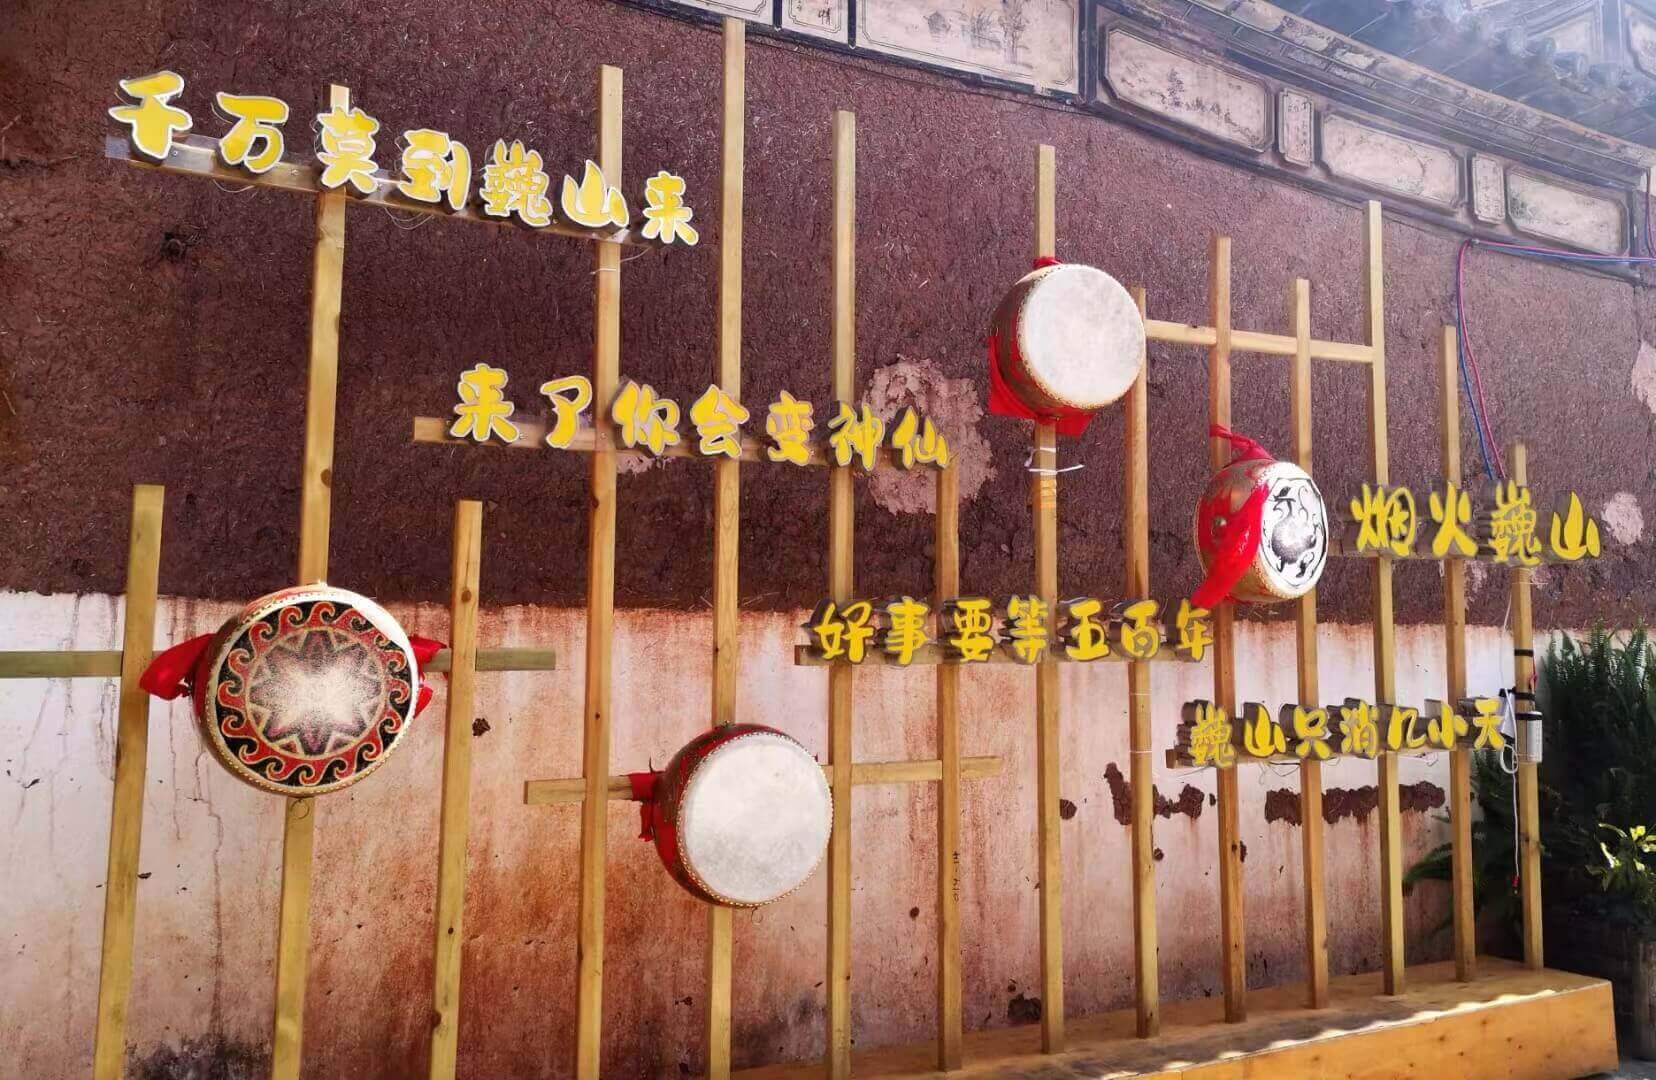 千万莫到巍山来
来了你会变神仙
烟火巍山
好事要等五百年
巍山只消几小天